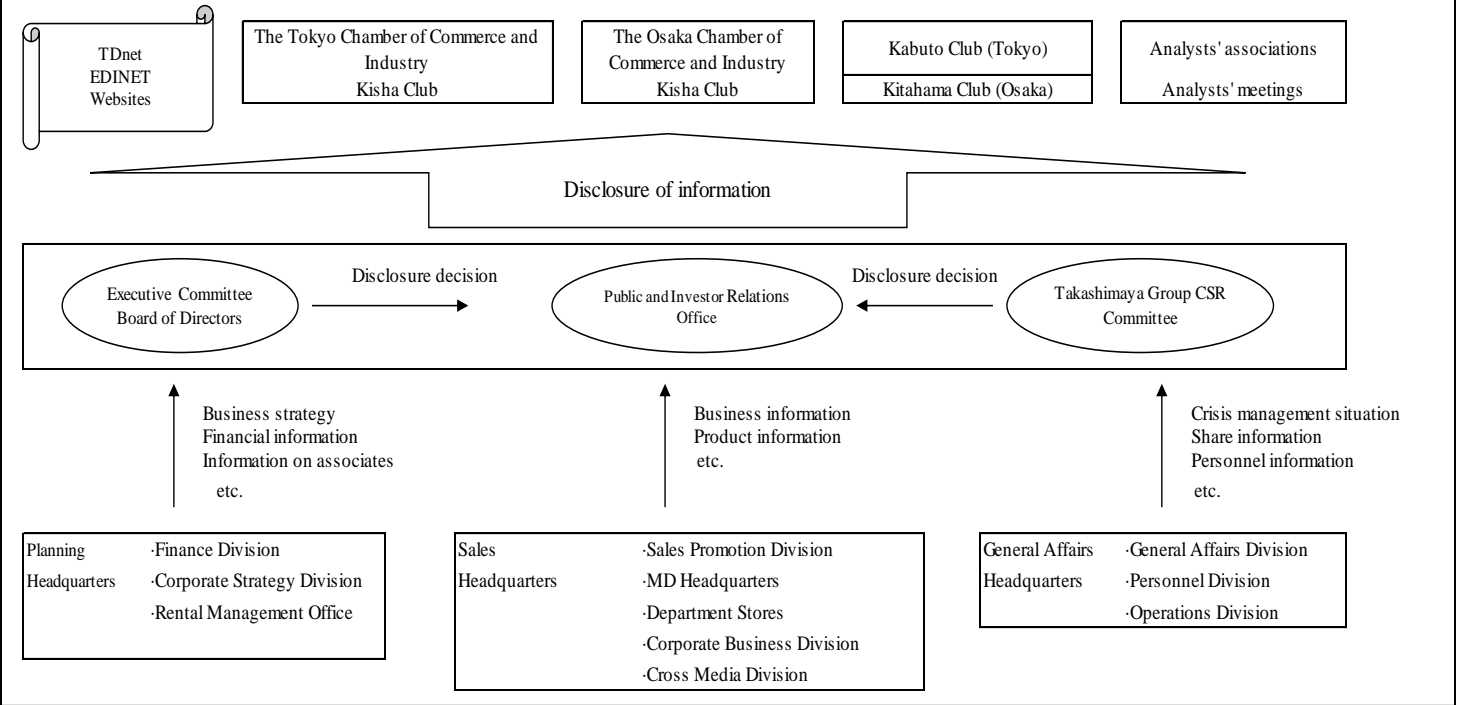 TDnet
EDINET
Websites
The Tokyo Chamber of Commerce and
Industry
Kisha Club
The Osaka Chamber of
Commerce and Industry
Kisha Club
Kabuto Club (Tokyo)
Kitahama Club (Osaka)
Analysts' associations
Analysts' meetings
Disclosure of information
Executive Committee
Board of Directors
Disclosure decision
Public and Investor Relations
Office
Disclosure decision
Takashimaya Group CSR
Committee
Business strategy
Financial information
Information on associates
etc.
Business information
Product information
etc.
Crisis management situation
Share information
Personnel information
etc.
Planning
Headquarters
·Finance Division
·Corporate Strategy Division
·Rental Management Office
Sales
Headquarters
·Sales Promotion Division
·MD Headquarters
·Department Stores
·Corporate Business Division
·Cross Media Division
General Affairs
Headquarters
·General Affairs Division
·Personnel Division
·Operations Division